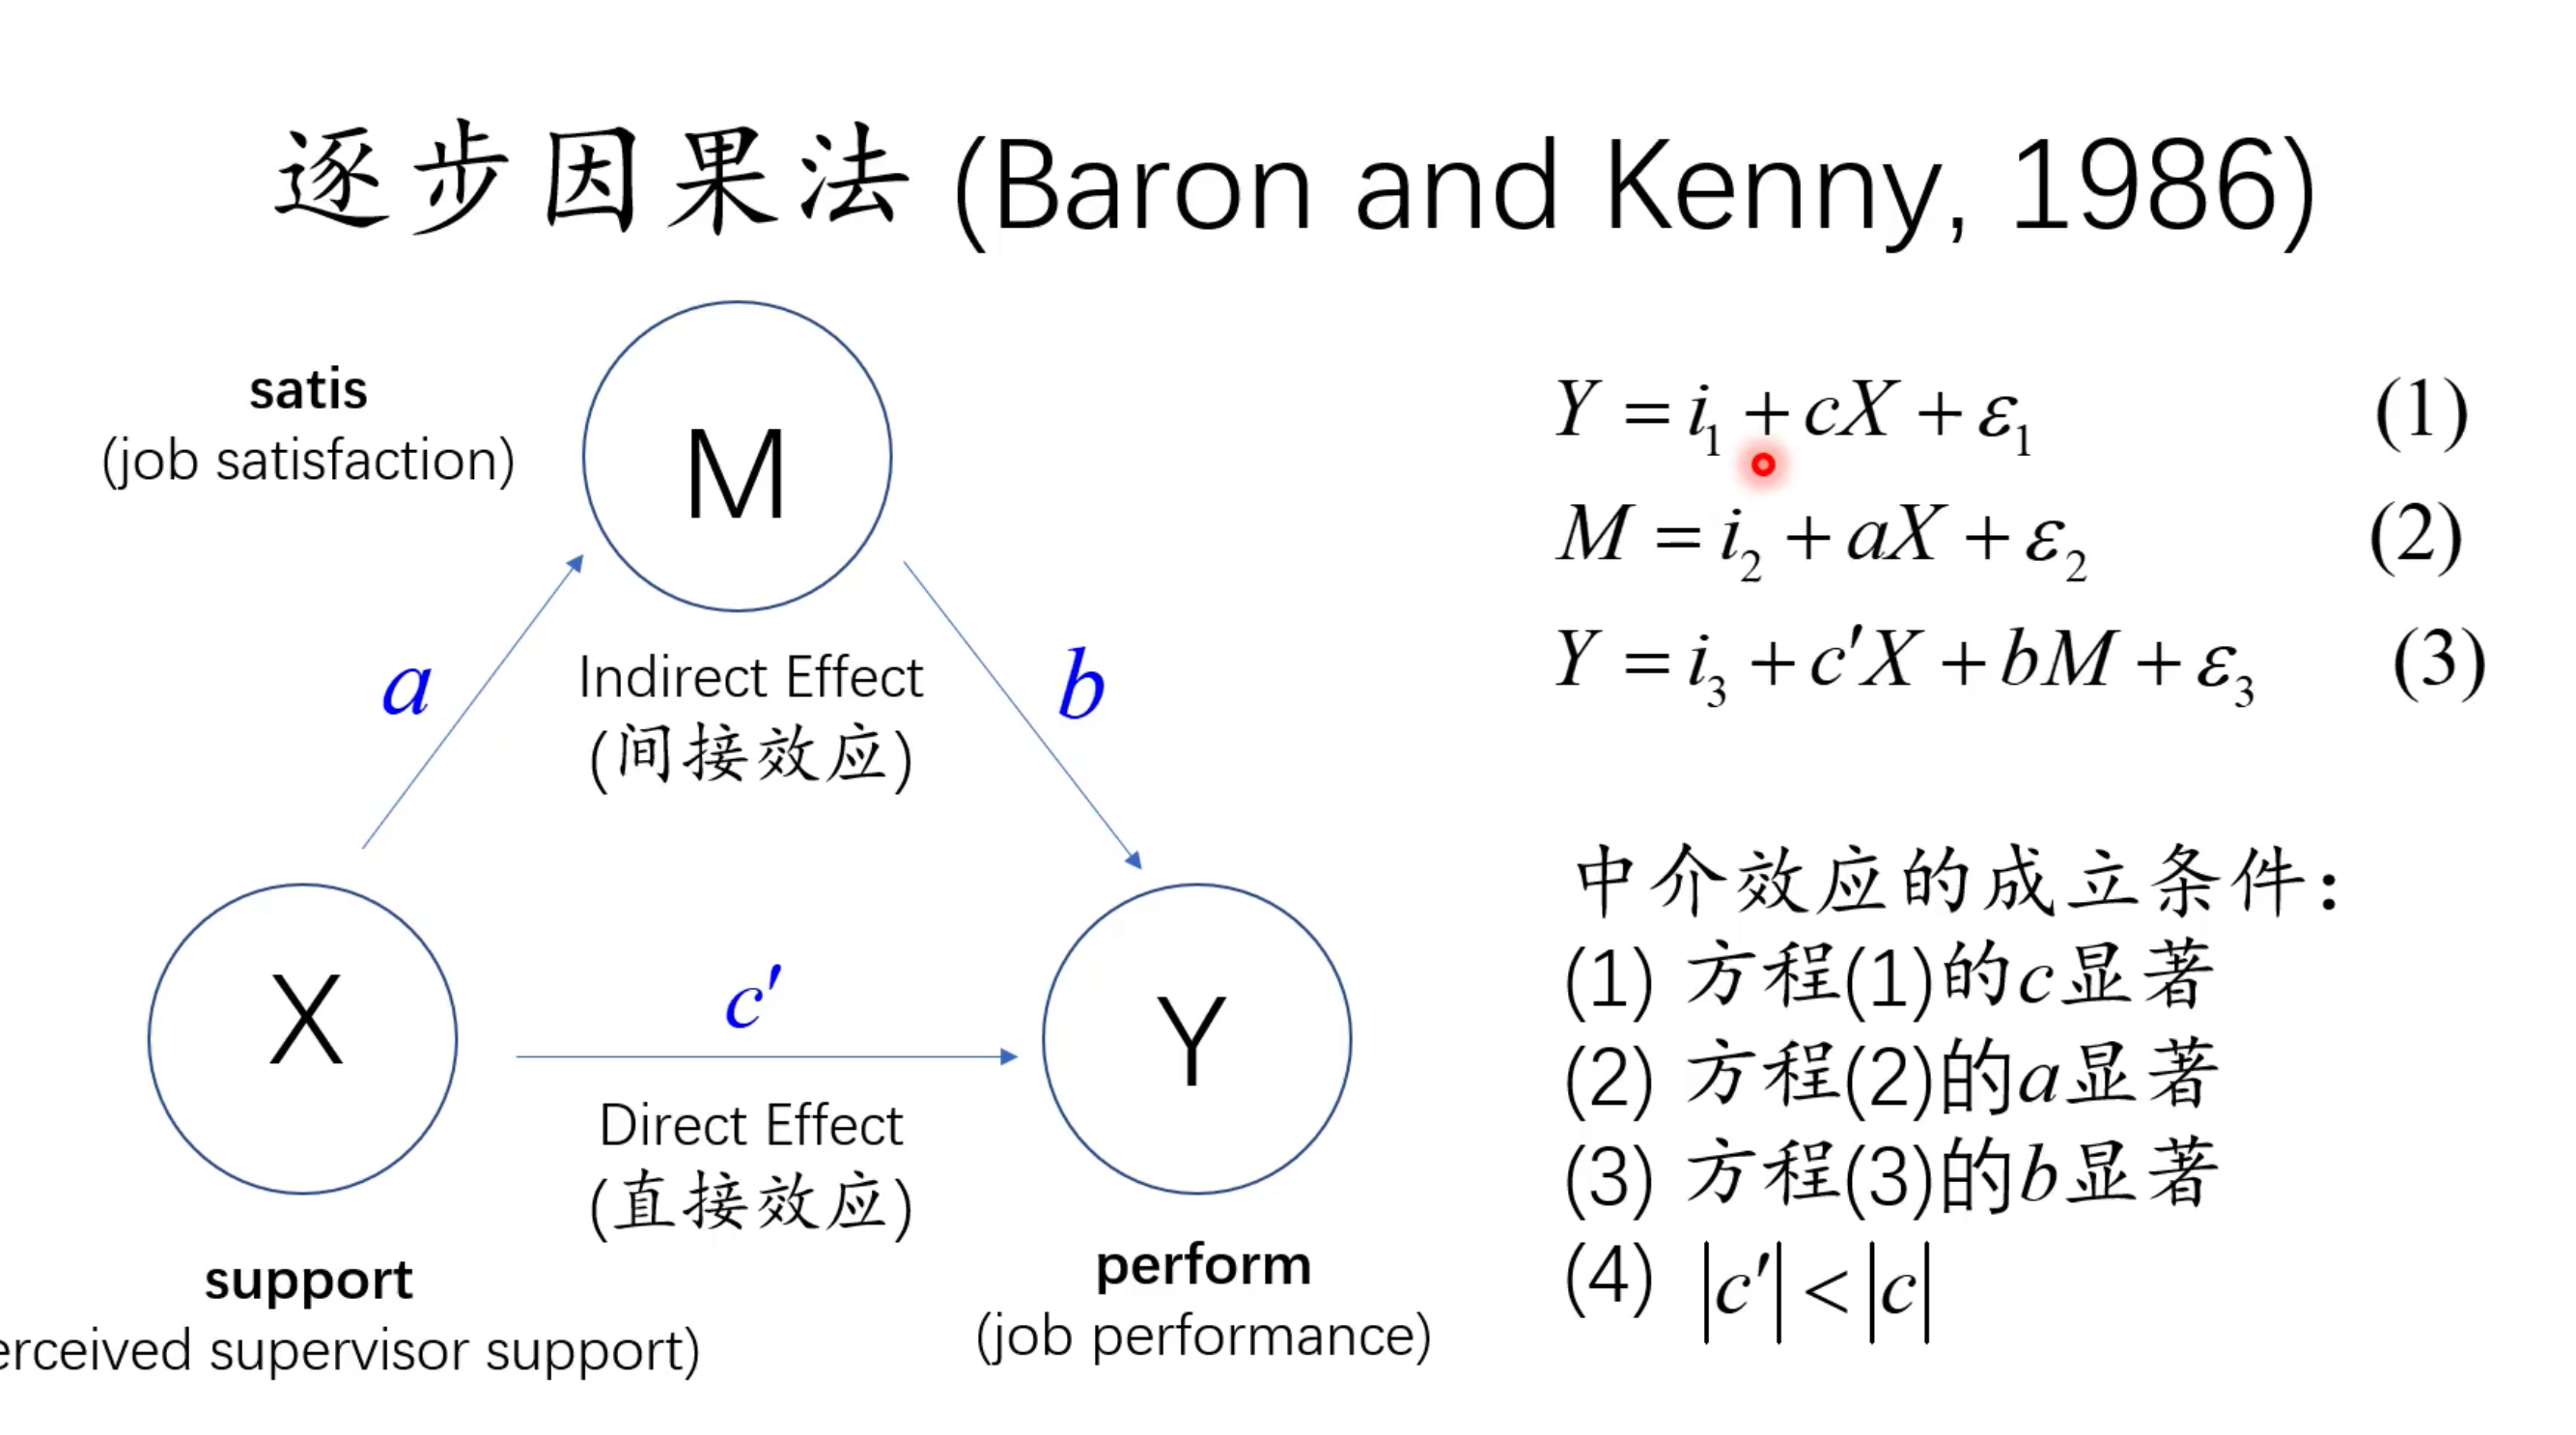 逐步因果法 (Baron and Kenny, 1986)
satis
(job satisfaction)
M
a
Indirect Effect
(间接效应)
b
X
c′
Y
Direct Effect
(直接效应)
support
erceived supervisor support)
perform
(job performance)
Y = i₁ + cX + ε₁ (1)
M = i₂ + aX + ε₂ (2)
Y = i₃ + c′X + bM + ε₃ (3)
中介效应的成立条件：
(1) 方程(1)的c显著
(2) 方程(2)的a显著
(3) 方程(3)的b显著
(4) |c′| < |c|